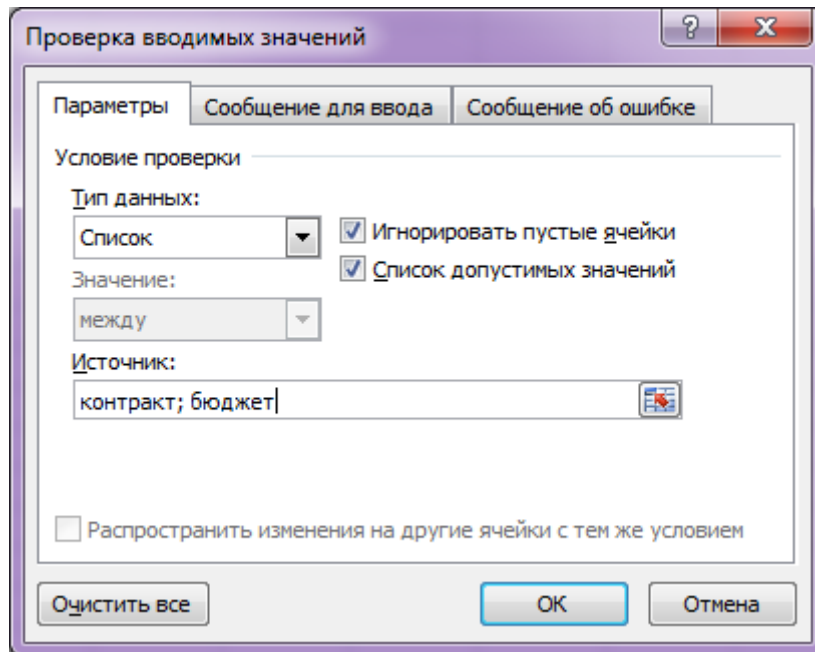 Проверка вводимых значений
Параметры Сообщение для ввода Сообщение об ошибке
Условие проверки
Тип данных:
Список Игнорировать пустые ячейки
Значение: Список допустимых значений
между
Источник:
контракт; бюджет
Распространить изменения на другие ячейки с тем же условием
Очистить все ОК Отмена